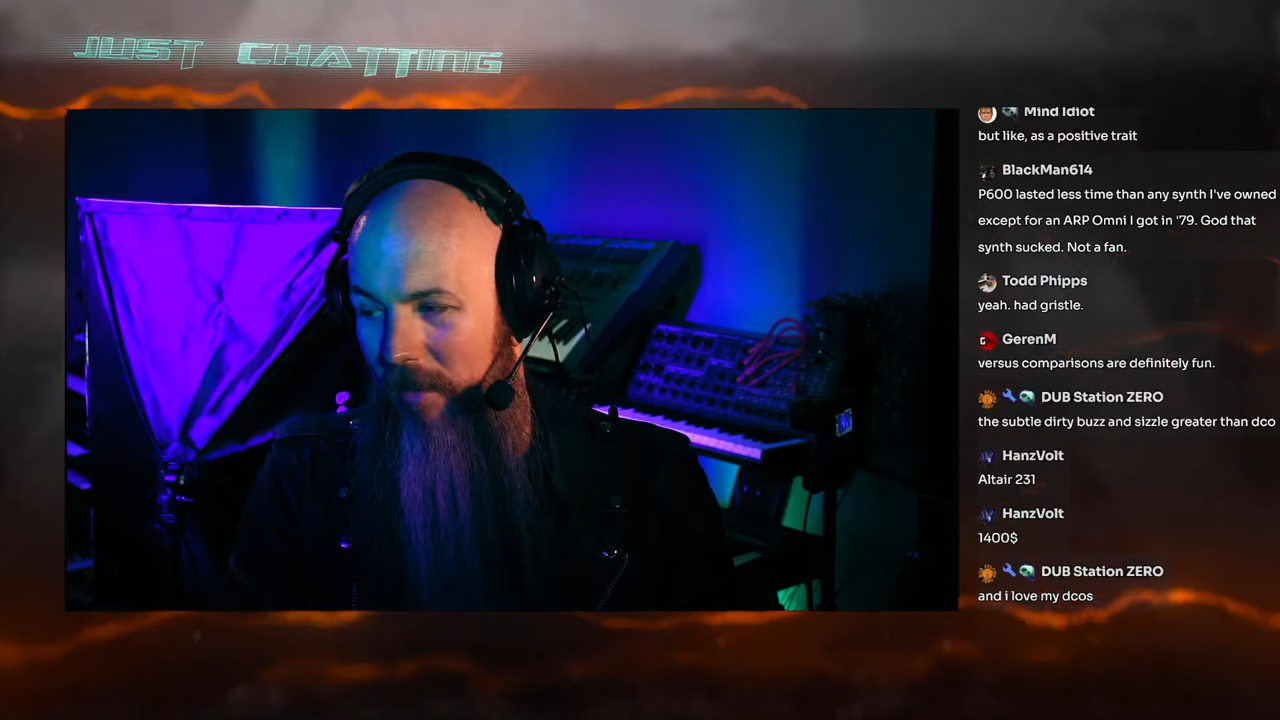 JUST CHATTING
Mind Idiot
but like, as a positive trait
BlackMan614
P600 lasted less time than any synth I've owned
except for an ARP Omni I got in '79. God that
synth sucked. Not a fan.
Todd Phipps
yeah. had gristle.
GerenM
versus comparisons are definitely fun.
DUB Station ZERO
the subtle dirty buzz and sizzle greater than dco
HanzVolt
Altair 231
HanzVolt
1400$
DUB Station ZERO
and i love my dcos